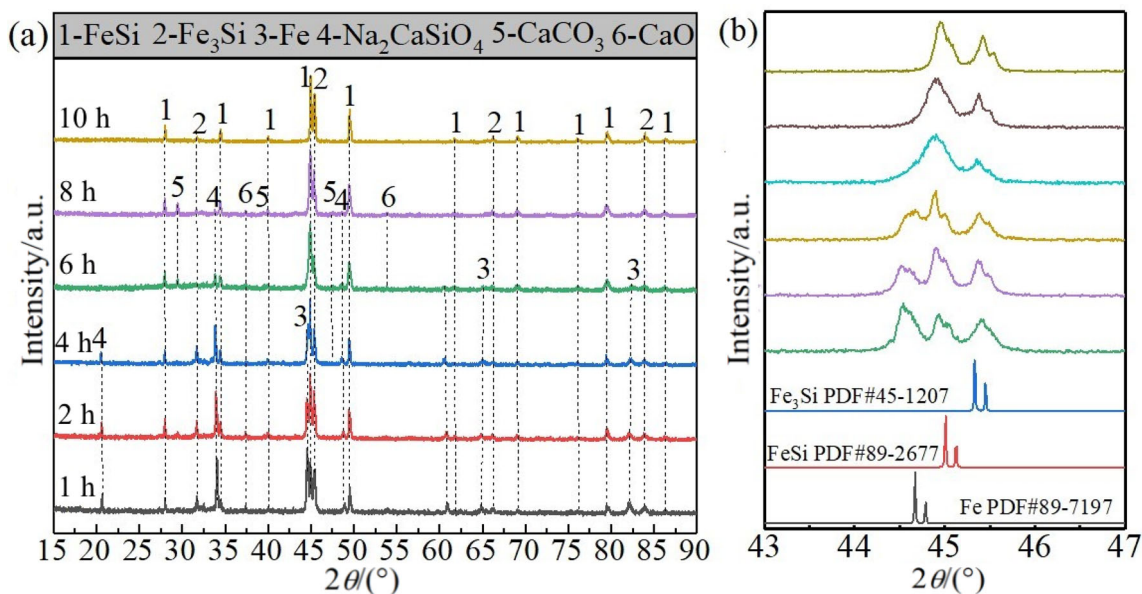 (a)
1-FeSi 2-Fe₃Si 3-Fe 4-Na₂CaSiO₄ 5-CaCO₃ 6-CaO
Intensity/a.u.
10 h
1 2 1 1 1 2 1 1 2 1 1 1 2 1
8 h
5 4 6 5 5 4 6
6 h
3 3
4 h
4 3
2 h
1 h
15 20 25 30 35 40 45 50 55 60 65 70 75 80 85 90
2θ/(°)
(b)
Intensity/a.u.
Fe₃Si PDF#45-1207
FeSi PDF#89-2677
Fe PDF#89-7197
43 44 45 46 47
2θ/(°)